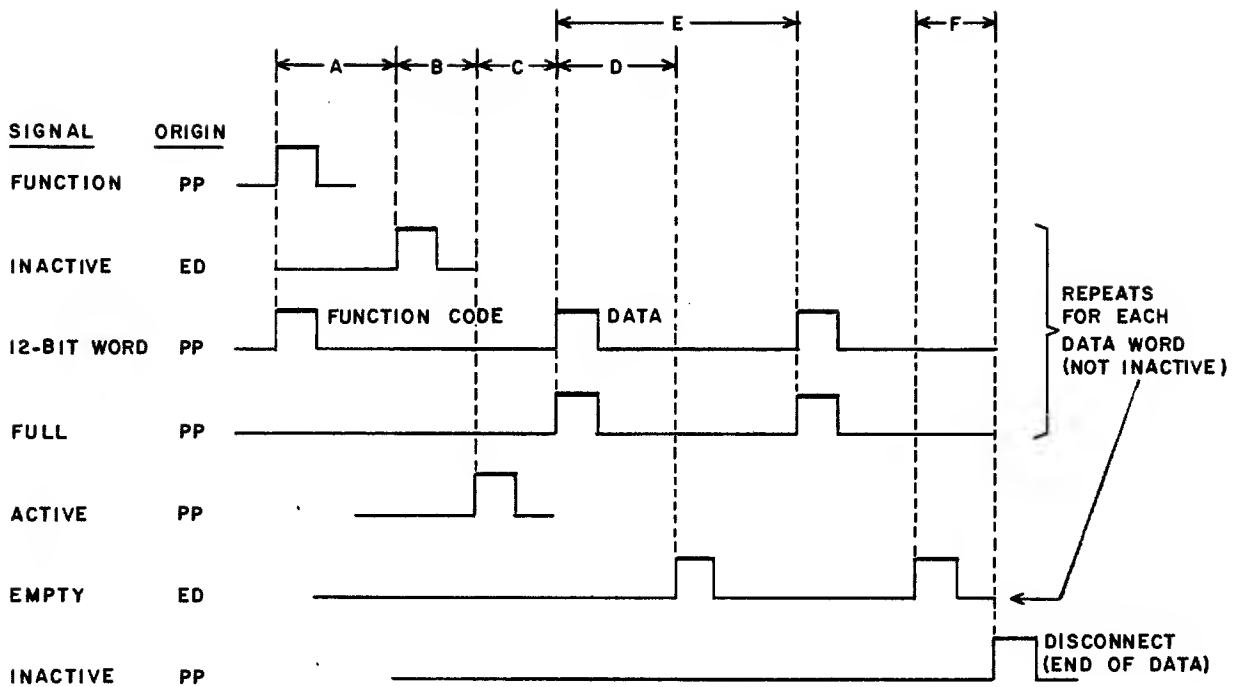 E
F
A
B
C
D
SIGNAL ORIGIN
FUNCTION PP
INACTIVE ED
FUNCTION CODE DATA
12-BIT WORD PP
REPEATS
FOR EACH
DATA WORD
(NOT INACTIVE)
FULL PP
ACTIVE PP
EMPTY ED
DISCONNECT
(END OF DATA)
INACTIVE PP